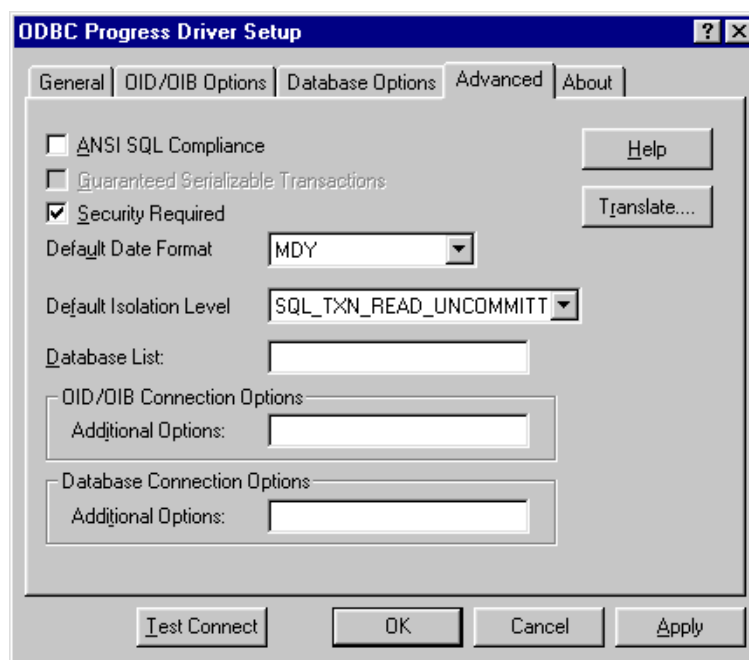 ODBC Progress Driver Setup
General OID/OIB Options Database Options Advanced About
ANSI SQL Compliance
Help
Guaranteed Serializable Transactions
Security Required
Translate....
Default Date Format MDY
Default Isolation Level SQL_TXN_READ_UNCOMMITT
Database List:
OID/OIB Connection Options
Additional Options:
Database Connection Options
Additional Options:
Test Connect OK Cancel Apply